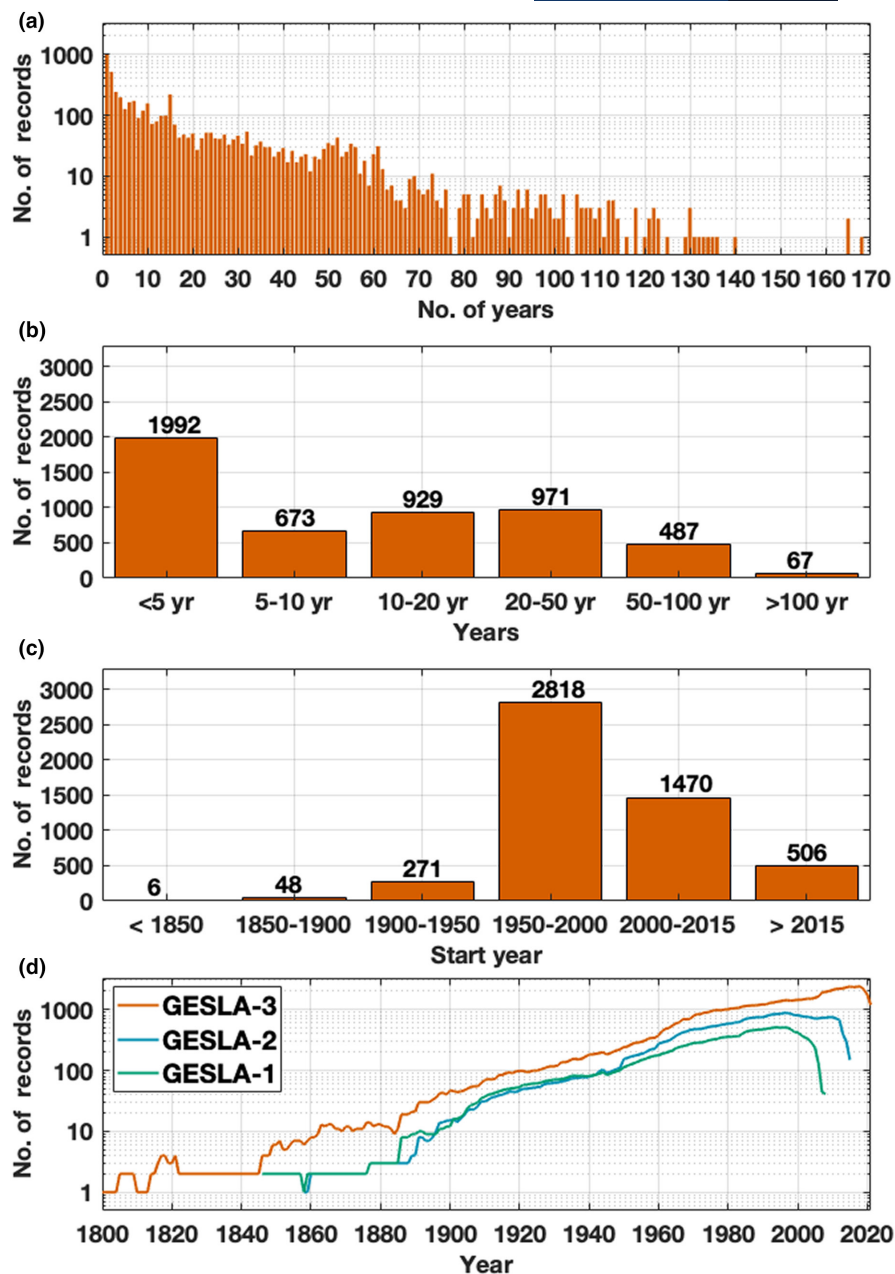 (a)
No. of records
1000
100
10
1
0 10 20 30 40 50 60 70 80 90 100 110 120 130 140 150 160 170
No. of years
(b)
No. of records
3000
2500
2000
1500
1000
500
0
1992
673
929
971
487
67
<5 yr 5-10 yr 10-20 yr 20-50 yr 50-100 yr >100 yr
Years
(c)
No. of records
3000
2500
2000
1500
1000
500
0
6
48
271
2818
1470
506
< 1850 1850-1900 1900-1950 1950-2000 2000-2015 > 2015
Start year
(d)
No. of records
1000
100
10
1
GESLA-3
GESLA-2
GESLA-1
1800 1820 1840 1860 1880 1900 1920 1940 1960 1980 2000 2020
Year